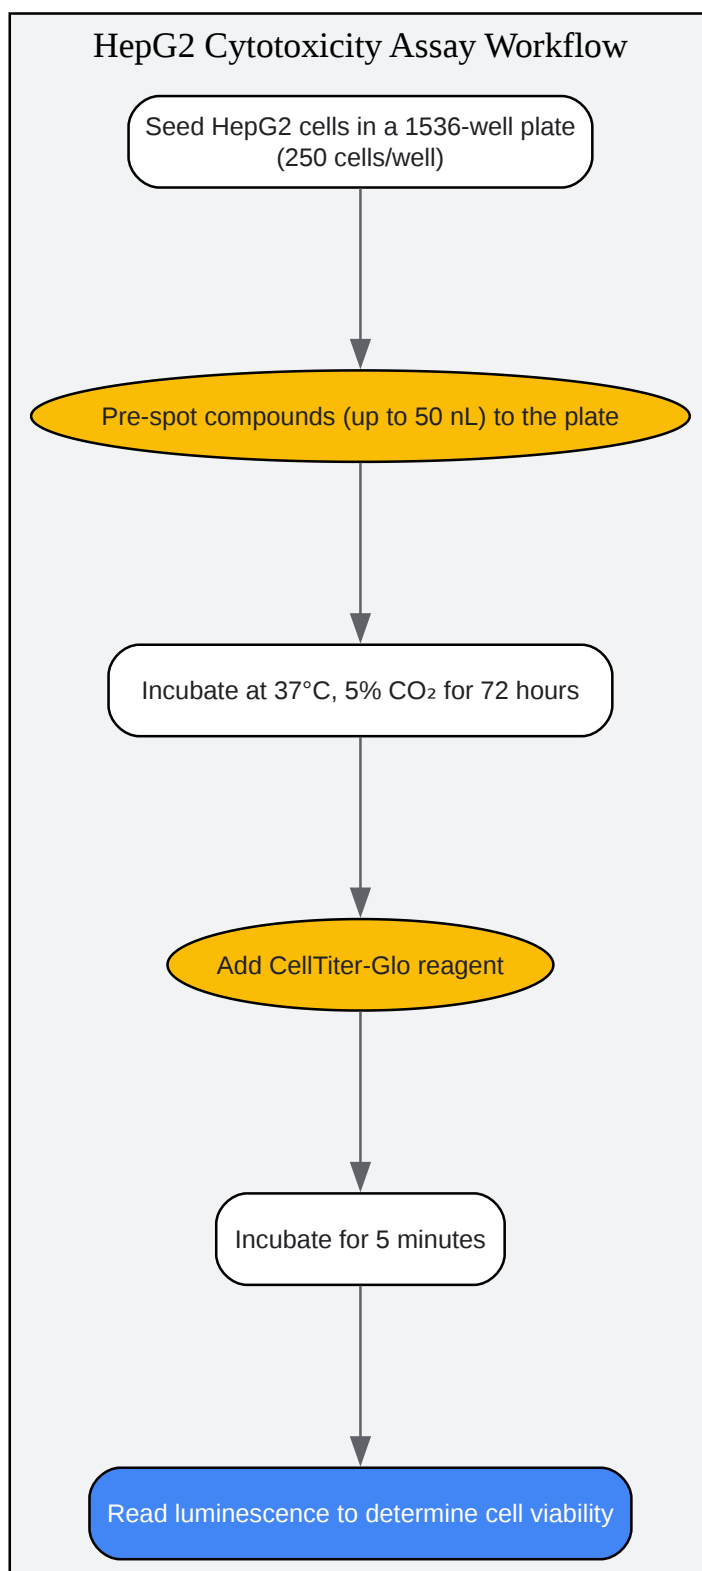 HepG2 Cytotoxicity Assay Workflow
Seed HepG2 cells in a 1536-well plate
(250 cells/well)
Pre-spot compounds (up to 50 nL) to the plate
Incubate at 37°C, 5% CO₂ for 72 hours
Add CellTiter-Glo reagent
Incubate for 5 minutes
Read luminescence to determine cell viability